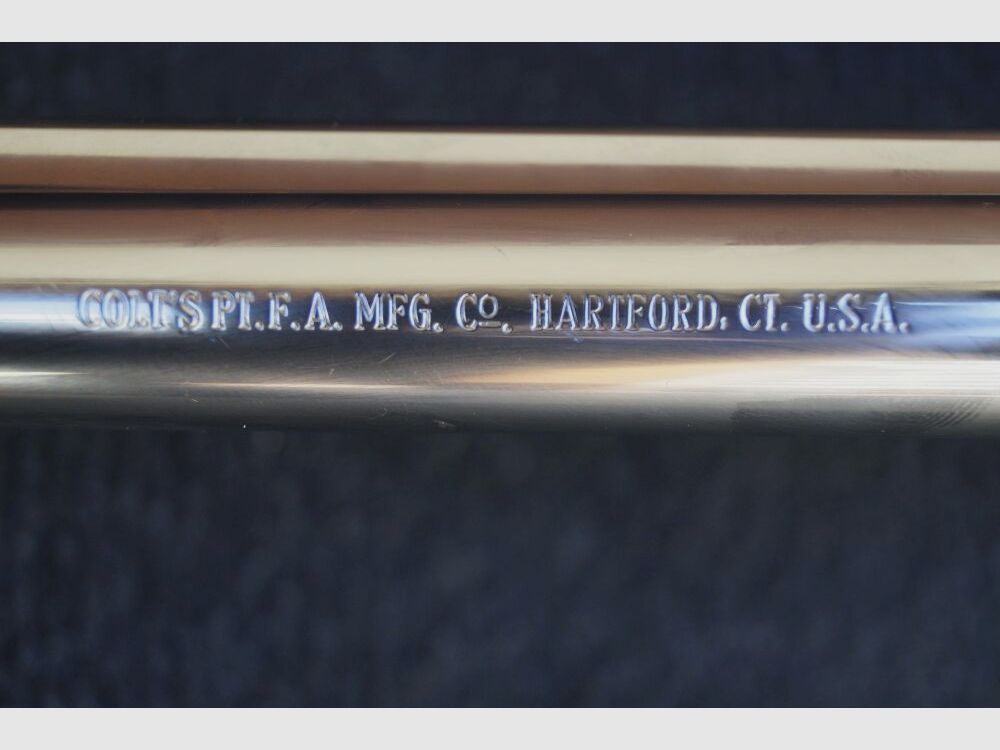 COLT'S PT. F. A. MFG. Cº. HARTFORD. CT. U.S.A.